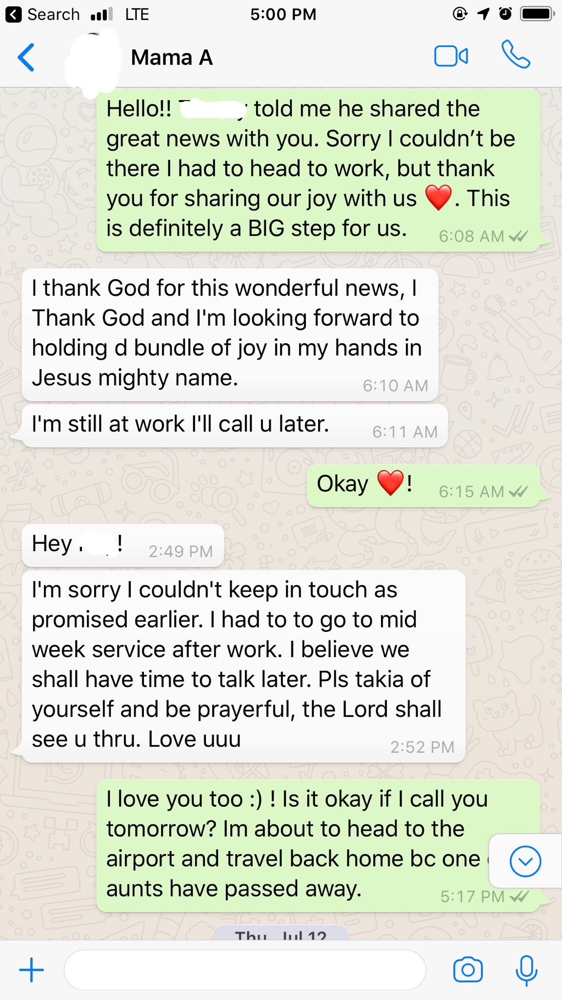 Search LTE 5:00 PM
Mama A
Hello!! told me he shared the
great news with you. Sorry I couldn’t be
there I had to head to work, but thank
you for sharing our joy with us ❤️. This
is definitely a BIG step for us. 6:08 AM
I thank God for this wonderful news, I
Thank God and I'm looking forward to
holding d bundle of joy in my hands in
Jesus mighty name. 6:10 AM
I'm still at work I'll call u later. 6:11 AM
Okay ❤️! 6:15 AM
Hey ! 2:49 PM
I'm sorry I couldn't keep in touch as
promised earlier. I had to to go to mid
week service after work. I believe we
shall have time to talk later. Pls takia of
yourself and be prayerful, the Lord shall
see u thru. Love uuu 2:52 PM
I love you too :) ! Is it okay if I call you
tomorrow? Im about to head to the
airport and travel back home bc one
aunts have passed away. 5:17 PM
Thu, Jul 12